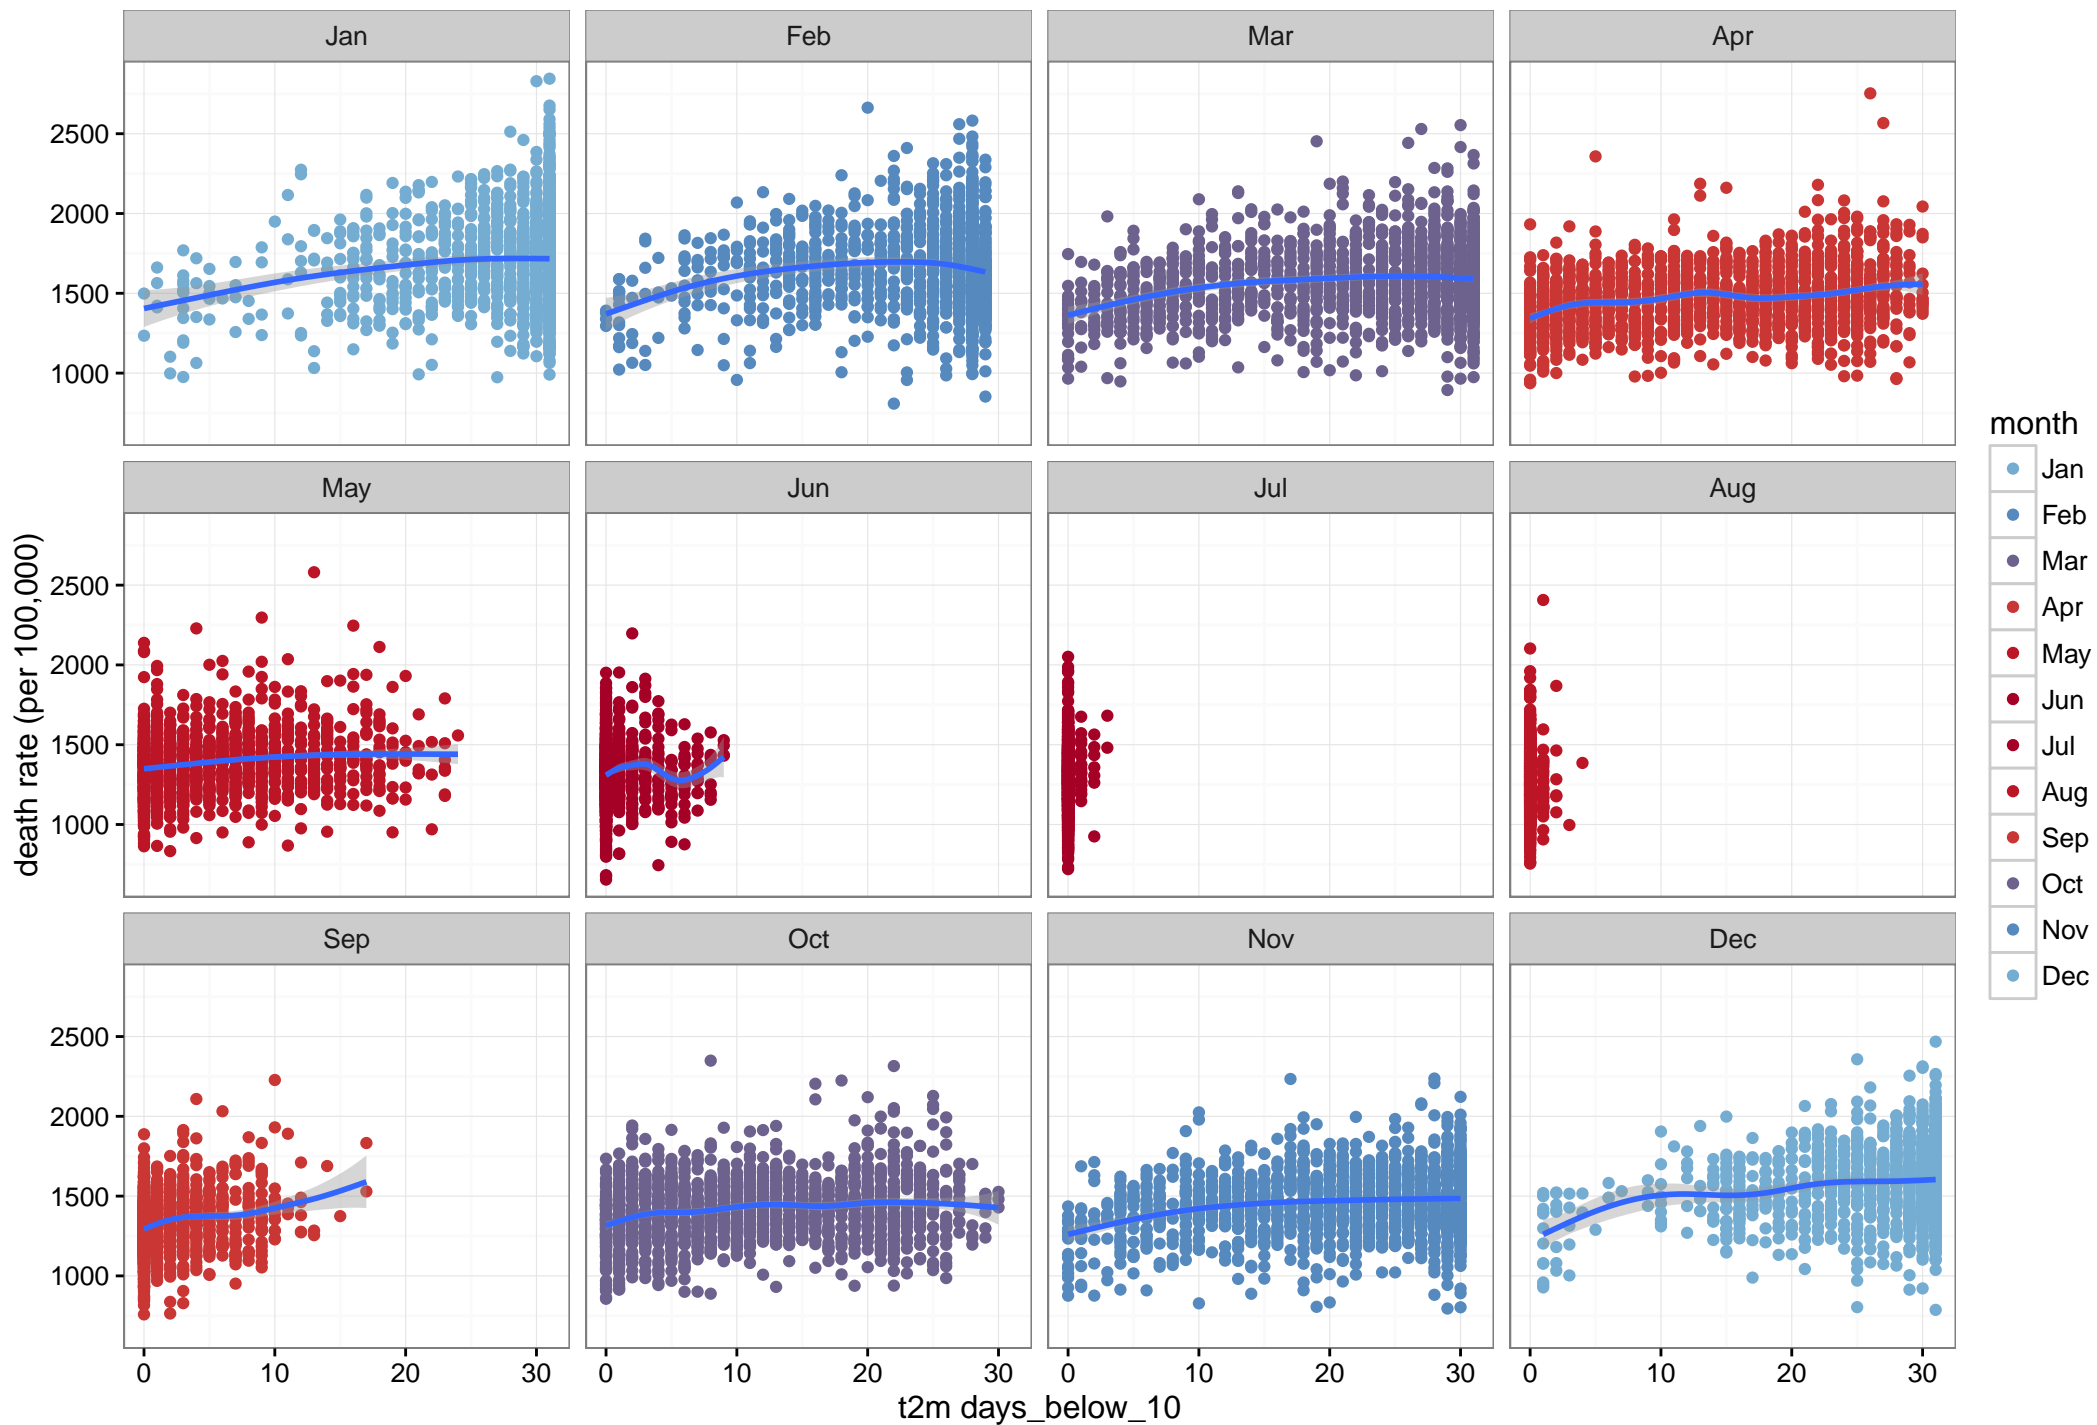 Jan Feb Mar Apr
2500
2000
1500
1000
May Jun Jul Aug
2500
2000
1500
1000
Sep Oct Nov Dec
2500
2000
1500
1000
0 10 20 30 0 10 20 30 0 10 20 30 0 10 20 30
t2m days_below_10
death rate (per 100,000)
month
Jan
Feb
Mar
Apr
May
Jun
Jul
Aug
Sep
Oct
Nov
Dec